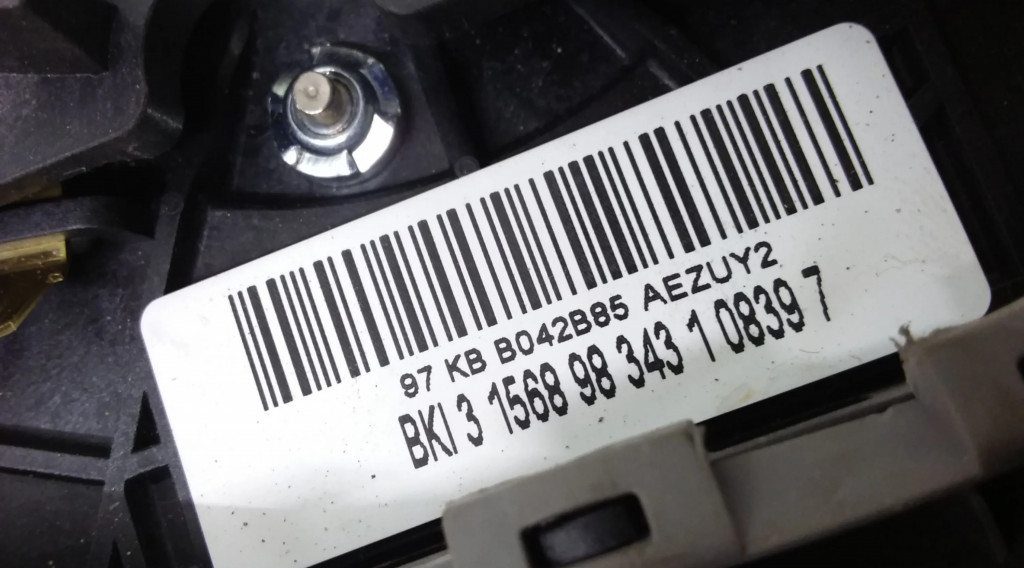 97 KB B042B85 AEZUY2
BKI 3 1568 98 343 1 0839 7